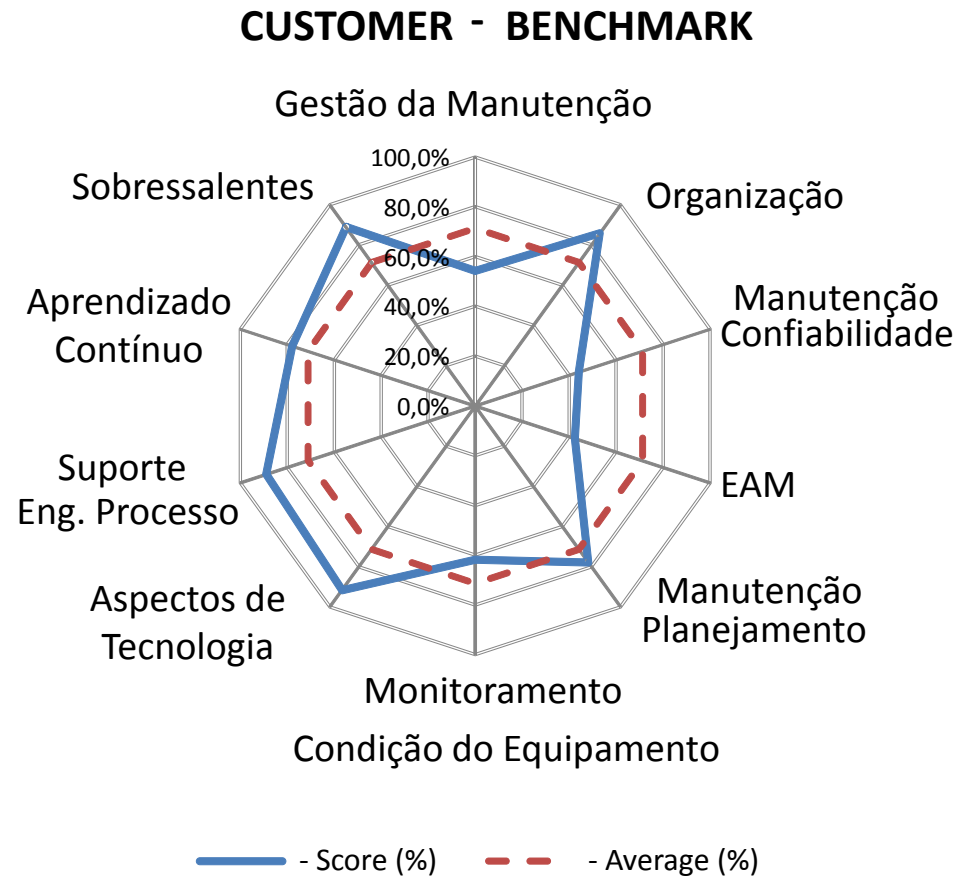 CUSTOMER - BENCHMARK
Gestão da Manutenção
100,0%
80,0%
60,0%
40,0%
20,0%
0,0%
Organização
Manutenção
Confiabilidade
EAM
Manutenção
Planejamento
Monitoramento
Condição do Equipamento
Aspectos de
Tecnologia
Suporte
Eng. Processo
Aprendizado
Contínuo
Sobressalentes
- Score (%)
- Average (%)